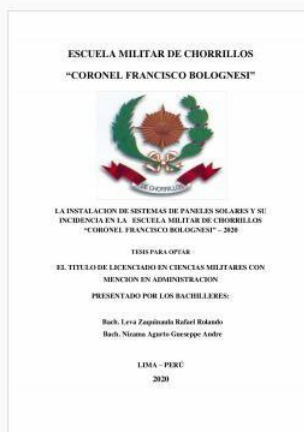 ESCUELA MILITAR DE CHORRILLOS
“CORONEL FRANCISCO BOLOGNESI”
DE CHORRILLOS
LA INSTALACION DE SISTEMAS DE PANELES SOLARES Y SU
INCIDENCIA EN LA ESCUELA MILITAR DE CHORRILLOS
“CORONEL FRANCISCO BOLOGNESI” – 2020
TESIS PARA OPTAR
EL TITULO DE LICENCIADO EN CIENCIAS MILITARES CON
MENCION EN ADMINISTRACION
PRESENTADO POR LOS BACHILLERES:
Bach. Leva Zaquinaula Rafael Rolando
Bach. Nizama Agurto Gueseppe Andre
LIMA – PERÚ
2020